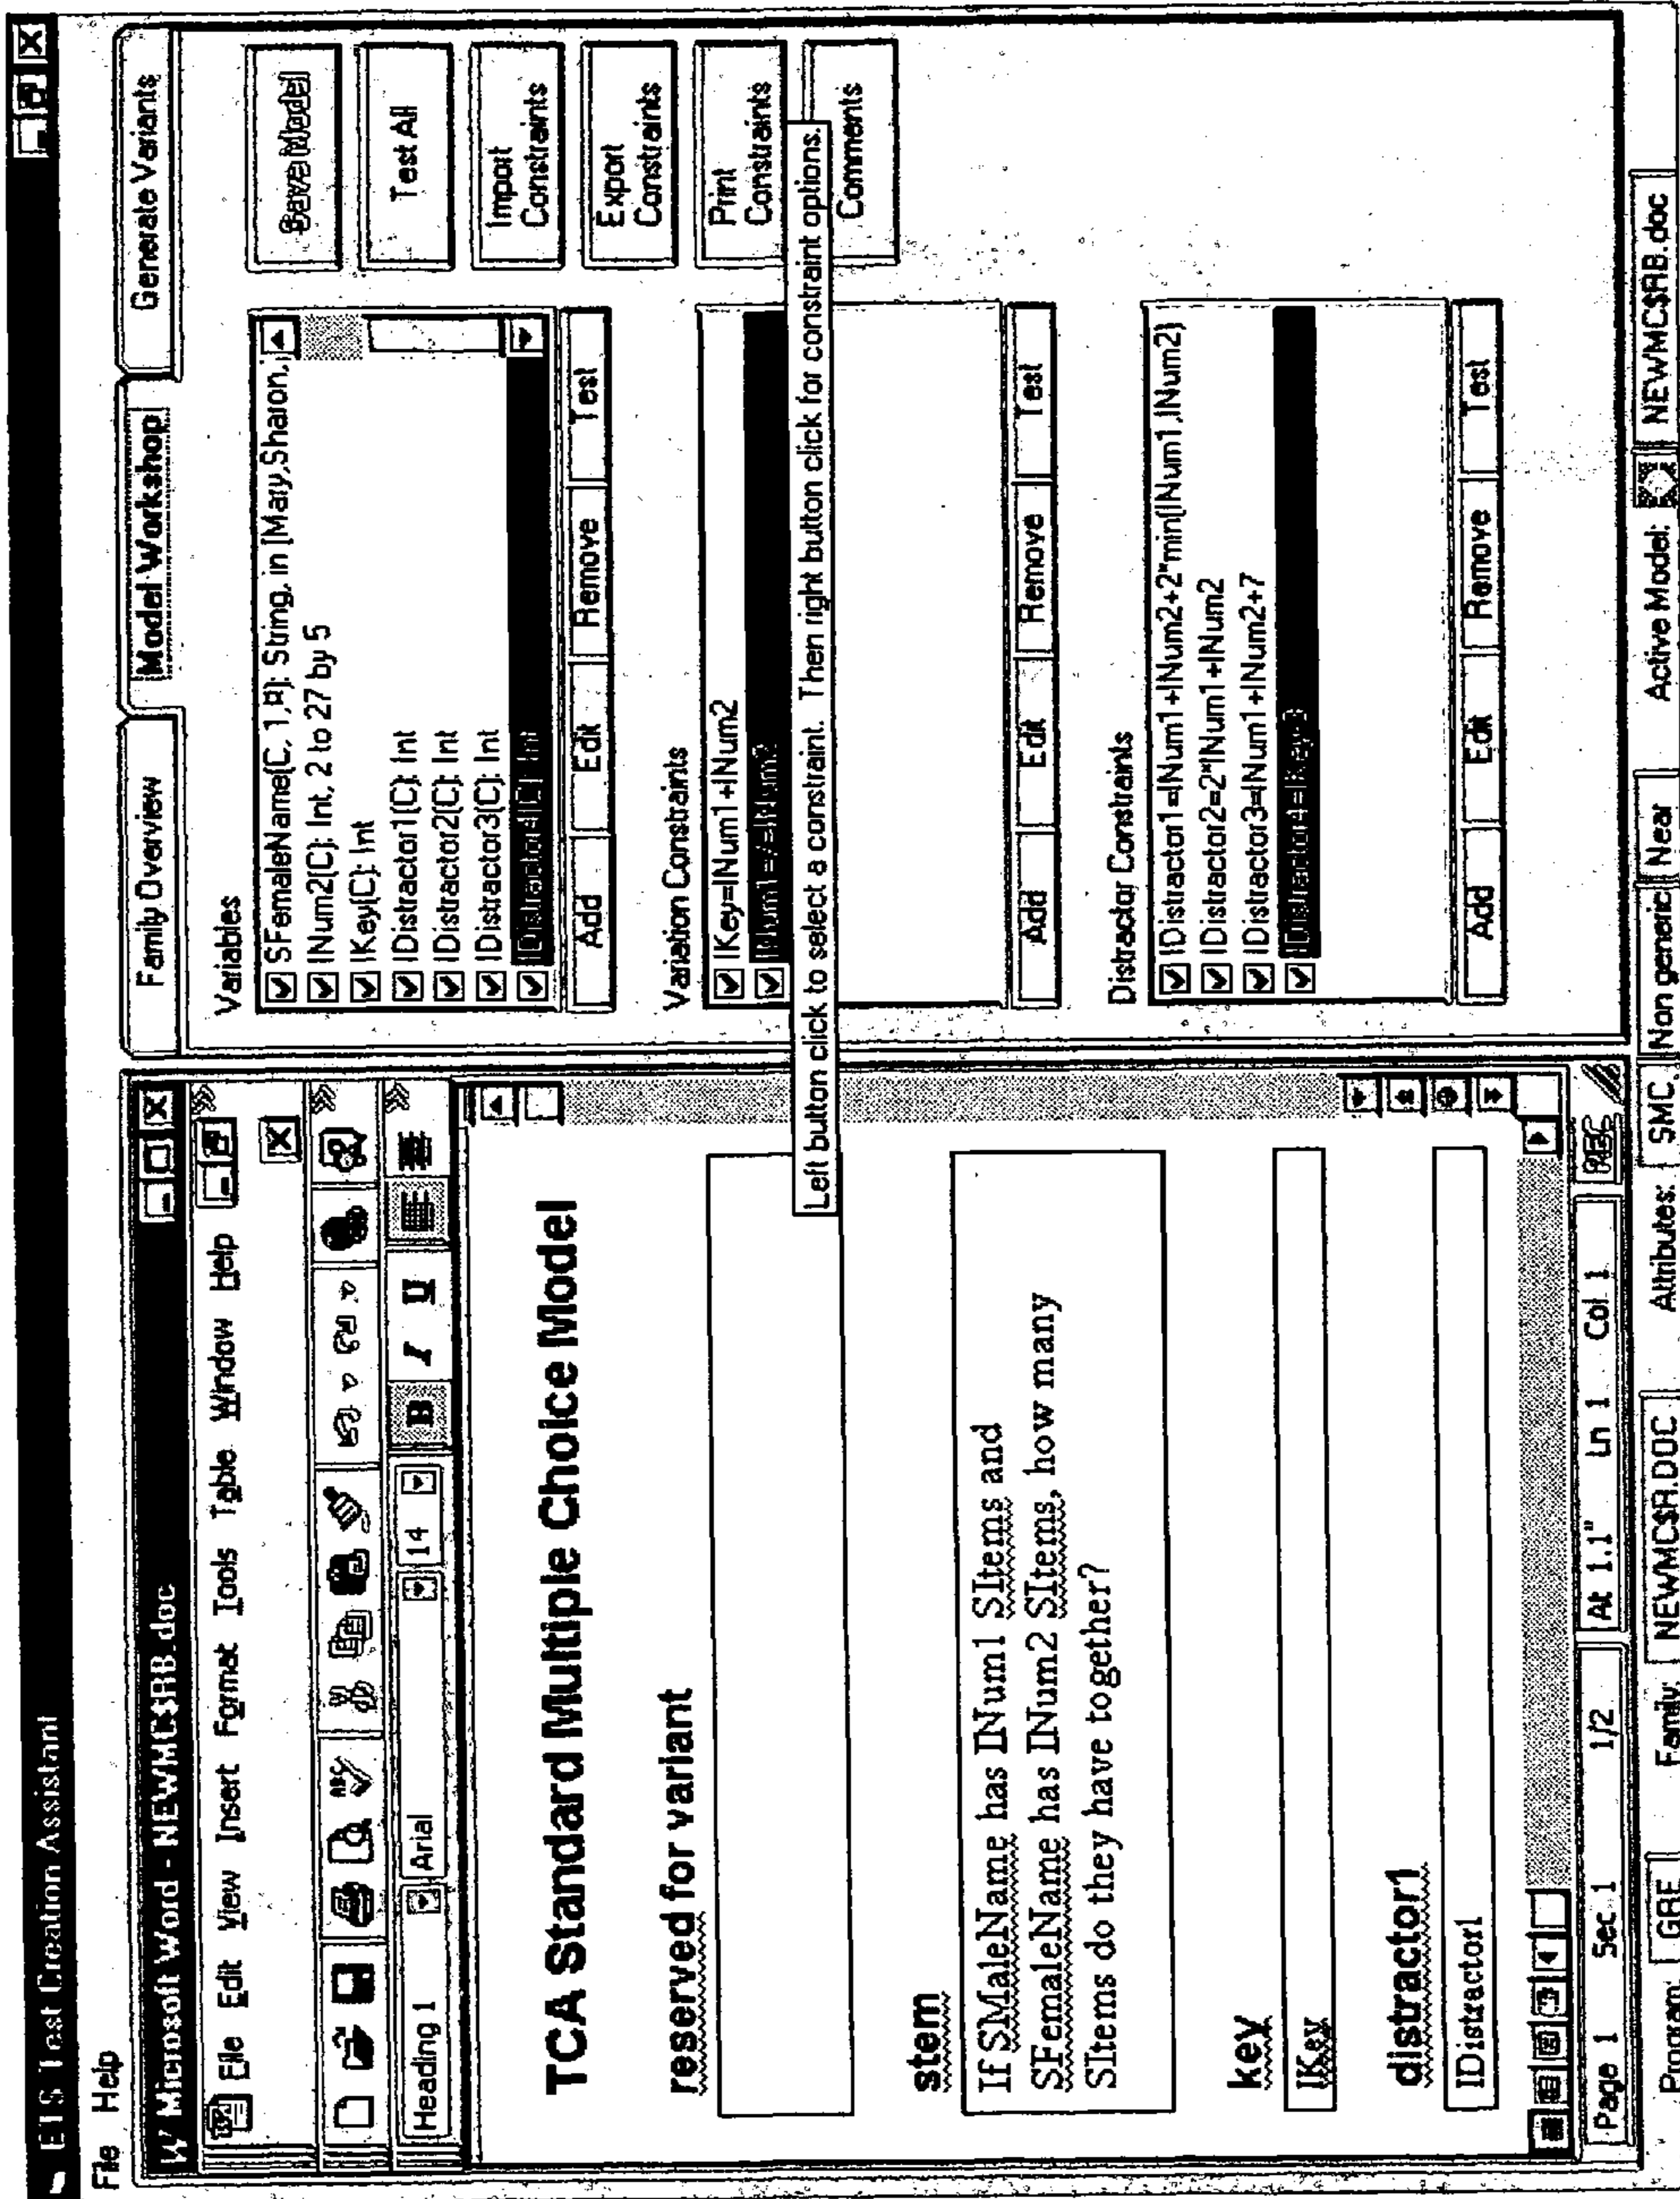 ETS Test Creation Assistant
File Help
Microsoft Word - NEWMC$RB.doc
File Edit View Insert Format Tools Table Window Help
Heading 1 Arial 14 B I U
TCA Standard Multiple Choice Model
reserved for variant
stem
If SMaleName has INum1 SItems and
SFemaleName has INum2 SItems, how many
SItems do they have together?
key
IKey
distractor1
IDistractor1
Page 1 Sec 1 1/2 At 1.1" Ln 1 Col 1 REC
Family Overview Model Workshop Generate Variants
Variables
SFemaleName(C, 1,¤): String, in [Mary,Sharon,
INum2(C): Int, 2 to 27 by 5
IKey(C): Int
IDistractor1(C): Int
IDistractor2(C): Int
IDistractor3(C): Int
Add Edit Remove Test
Variation Constraints
IKey=INum1+INum2
Left button click to select a constraint. Then right button click for constraint options.
Add Edit Remove Test
Distractor Constraints
IDistractor1=INum1+INum2+2*min(INum1,INum2)
IDistractor2=2*INum1+INum2
IDistractor3=INum1+INum2+7
Add Edit Remove Test
Save Model
Test All
Import Constraints
Export Constraints
Print Constraints
Comments
Program: GRE Family: NEWMC$R.DOC Attributes: SMC Non generic Near Active Model: NEWMC$RB.doc